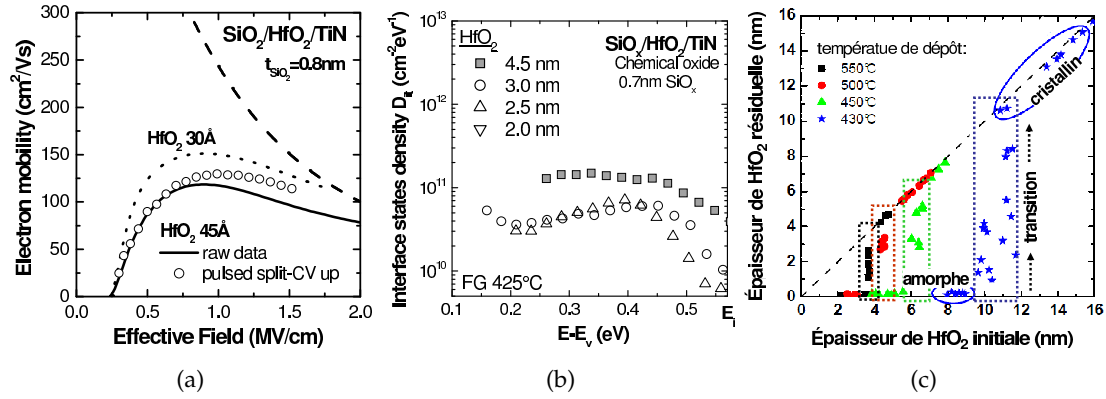 SiO2/HfO2/TiN
tSiO2=0.8nm
HfO2 30Å
HfO2 45Å
raw data
pulsed split-CV up
Electron mobility (cm²/Vs)
300
250
200
150
100
50
0
0.0 0.5 1.0 1.5 2.0
Effective Field (MV/cm)
(a)
Interface states density Dit (cm⁻²eV⁻¹)
10¹³
10¹²
10¹¹
10¹⁰
HfO2
4.5 nm
3.0 nm
2.5 nm
2.0 nm
SiOx/HfO2/TiN
Chemical oxide
0.7nm SiOx
FG 425°C
0.1 0.2 0.3 0.4 0.5 Ei
E-Ev (eV)
(b)
Épaisseur de HfO2 résiduelle (nm)
16
14
12
10
8
6
4
2
0
températue de dépôt:
550°C
500°C
450°C
430°C
cristallin
transition
amorphe
0 2 4 6 8 10 12 14 16
Épaisseur de HfO2 initiale (nm)
(c)